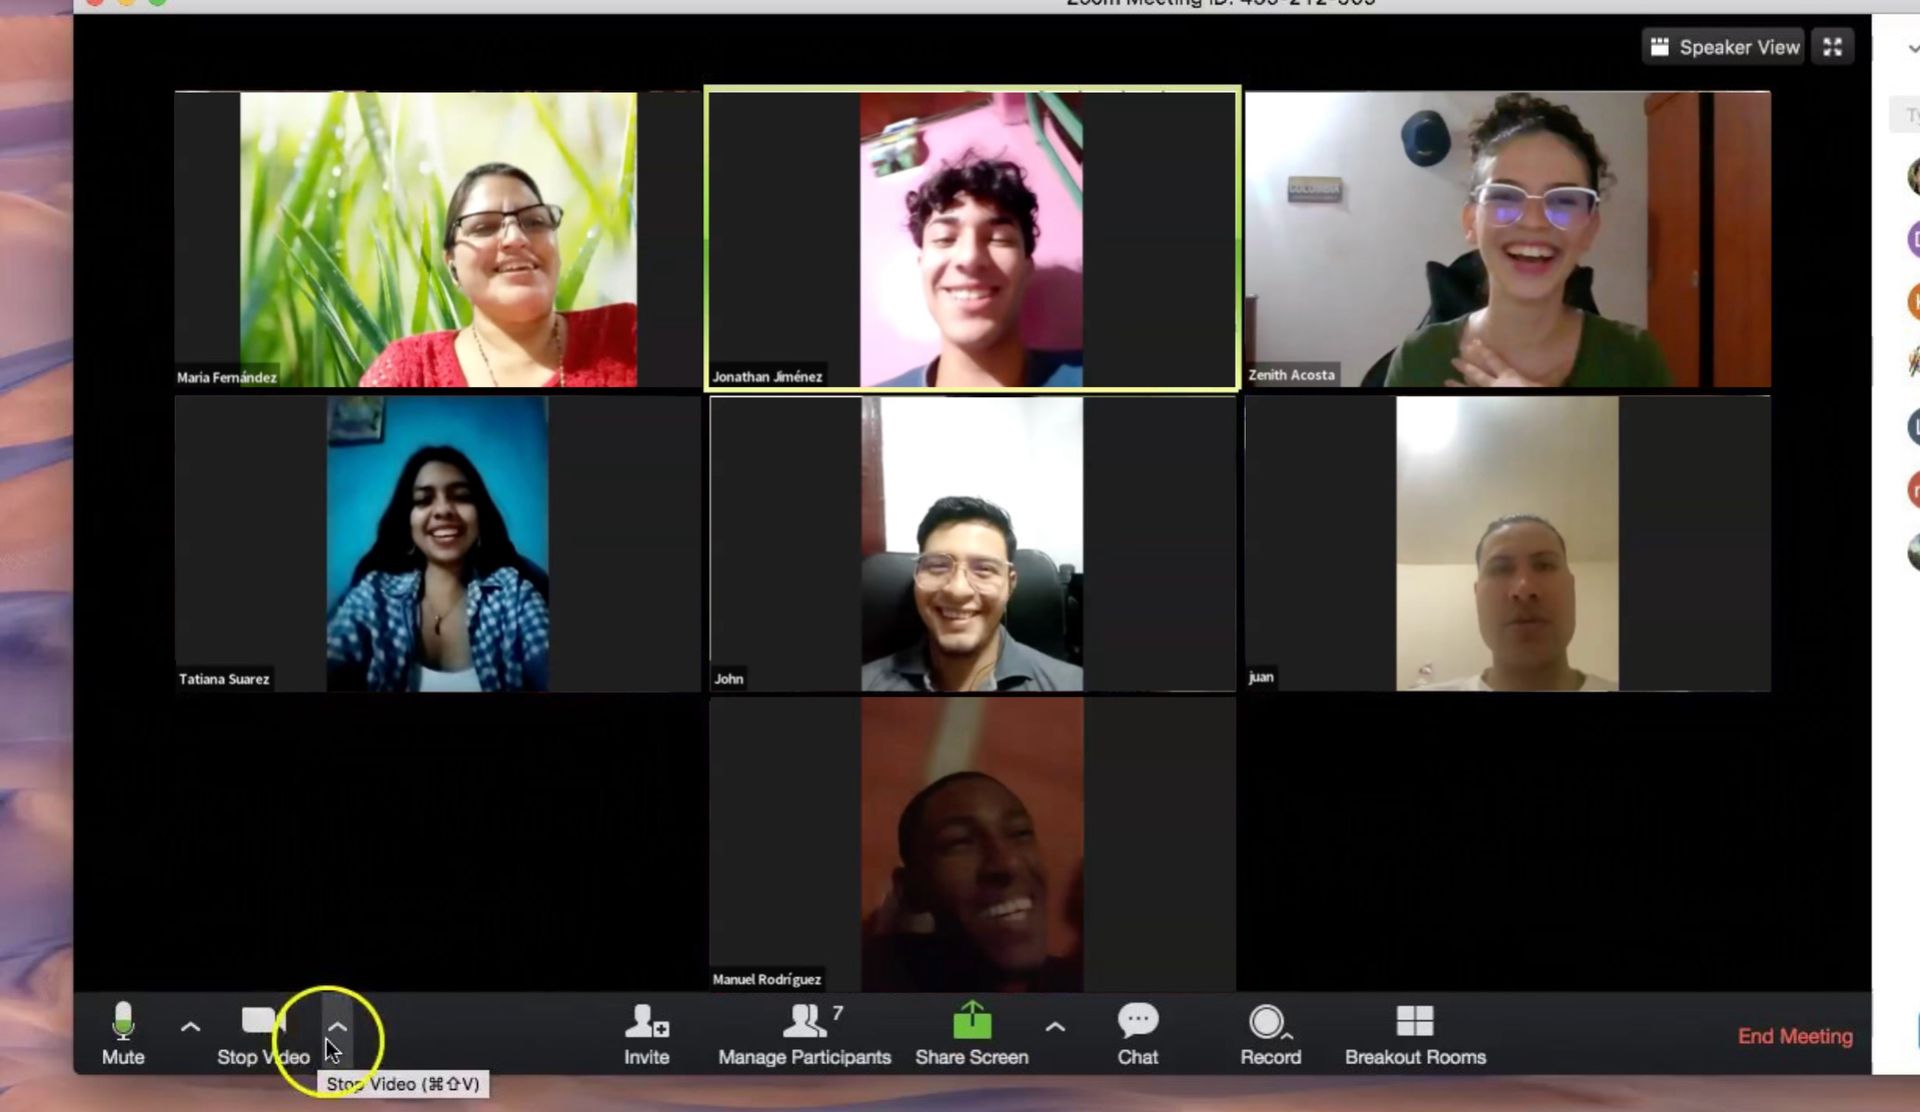 Speaker View
COLOMBIA
Maria Fernández
Jonathan Jiménez
Zenith Acosta
Tatiana Suarez
John
juan
Manuel Rodríguez
7
Mute
Stop Video
Invite
Manage Participants
Share Screen
Chat
Record
Breakout Rooms
End Meeting
Stop Video (⌘⇧V)